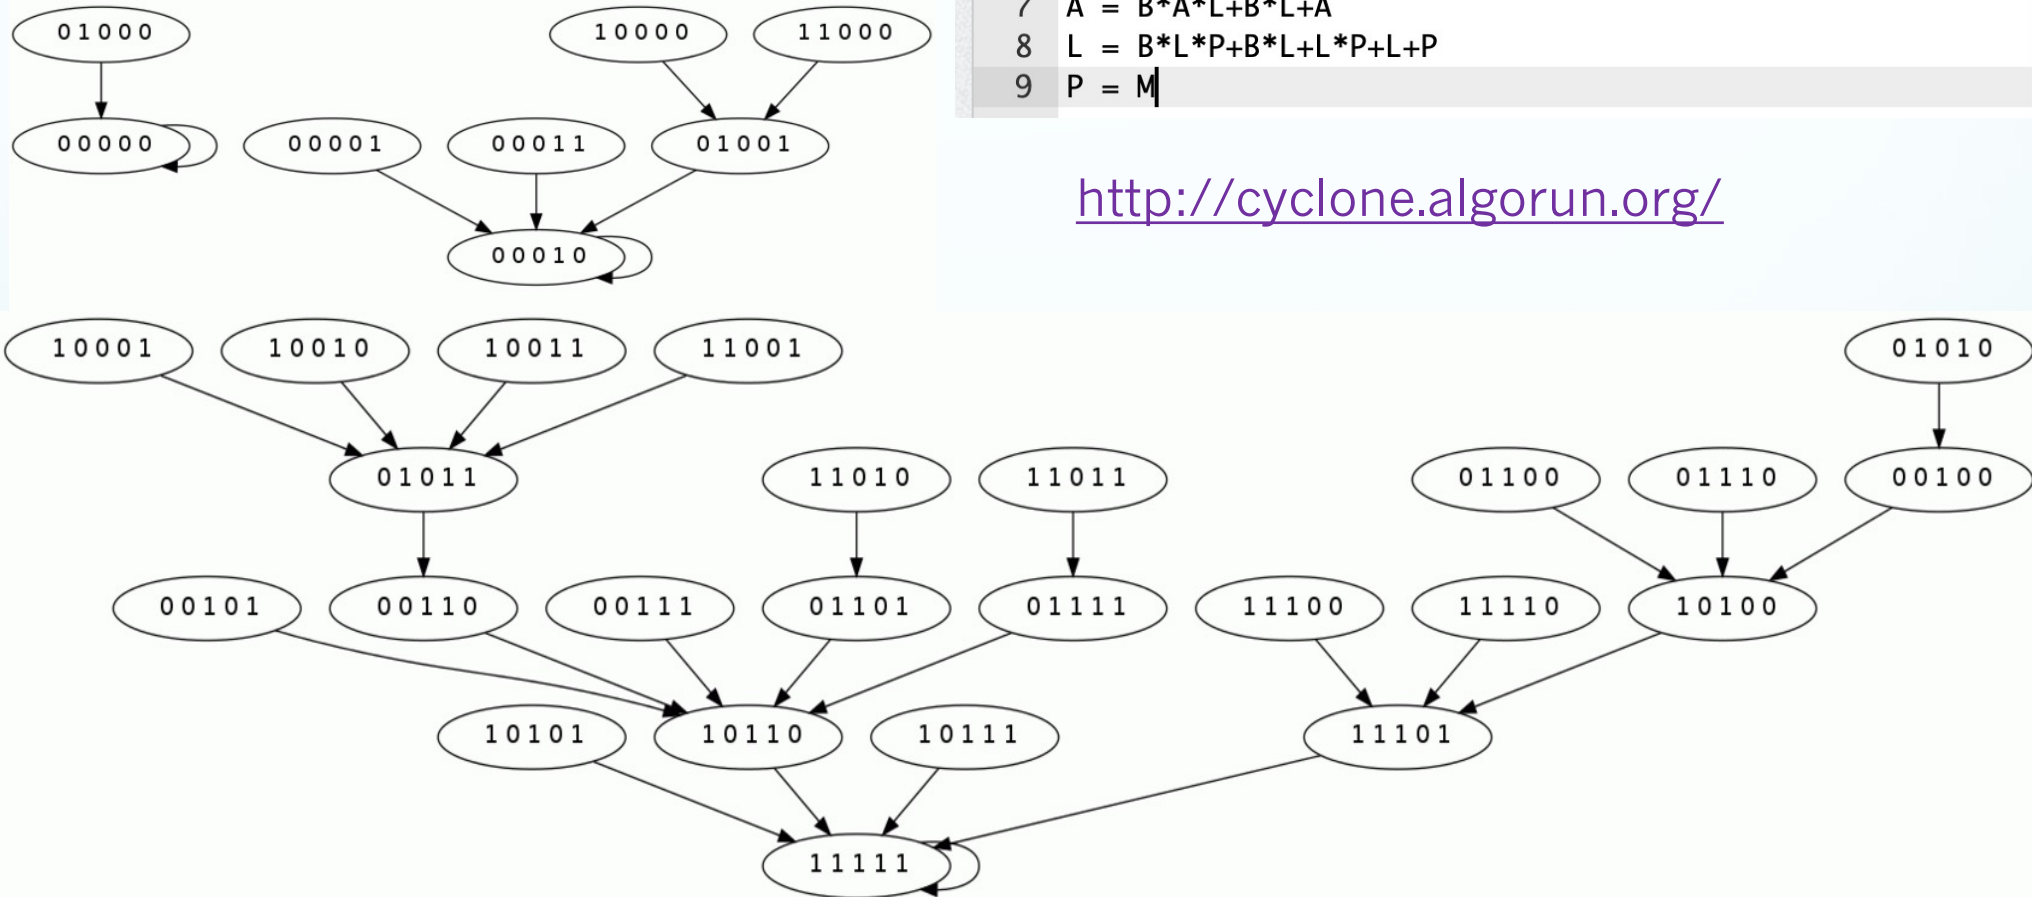 01000 10000 11000
00000 00001 00011 01001
00010
7 A = B*A*L+B*L+A
8 L = B*L*P+B*L+L*P+L+P
9 P = M
http://cyclone.algorun.org/
10001 10010 10011 11001 01010
01011 11010 11011 01100 01110 00100
00101 00110 00111 01101 01111 11100 11110 10100
10101 10110 10111 11101
11111